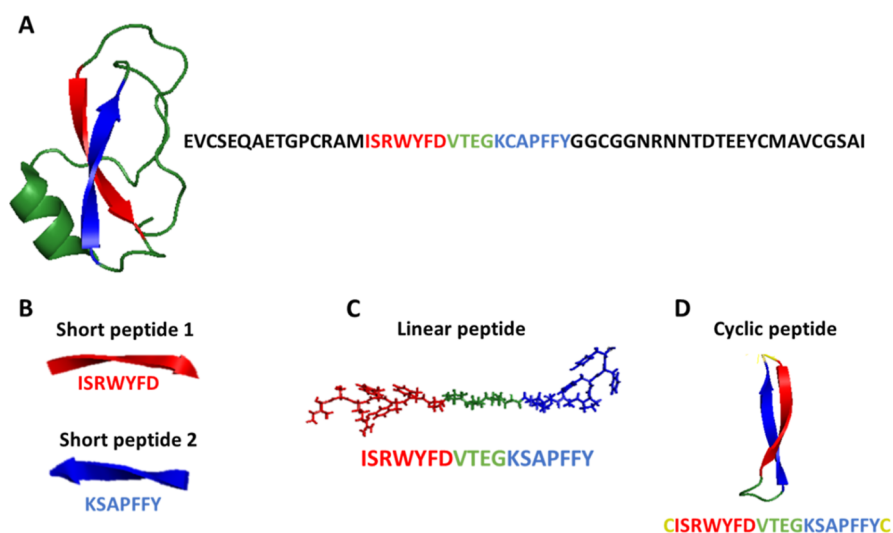 A
EVCSEQAETGPCRAMISRWYFDVTEGKCAPFFYGGCGGNRNNTDTEEYCMAVCGSAI
B
Short peptide 1
ISRWYFD
Short peptide 2
KSAPFFY
C
Linear peptide
ISRWYFDVTEGKSAPFFY
D
Cyclic peptide
CISRWYFDVTEGKSAPFFYC